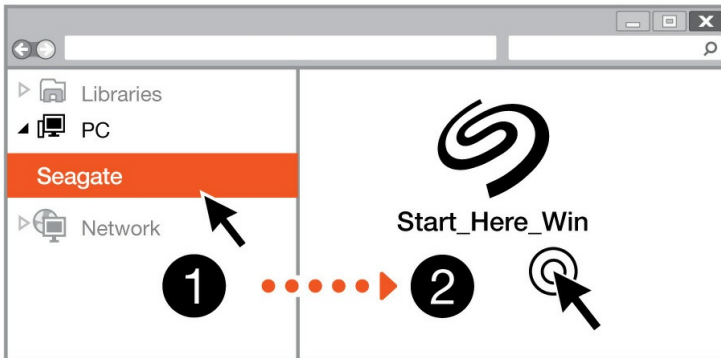 Libraries
PC
Seagate
Network
Start_Here_Win
1
2